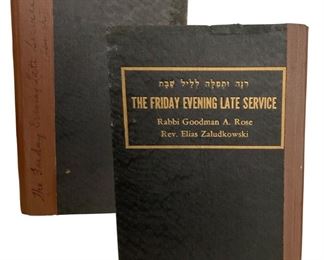 The Friday Evening Late Service
רנה ותפלה לליל שבת
THE FRIDAY EVENING LATE SERVICE
Rabbi Goodman A. Rose
Rev. Elias Zaludkowski